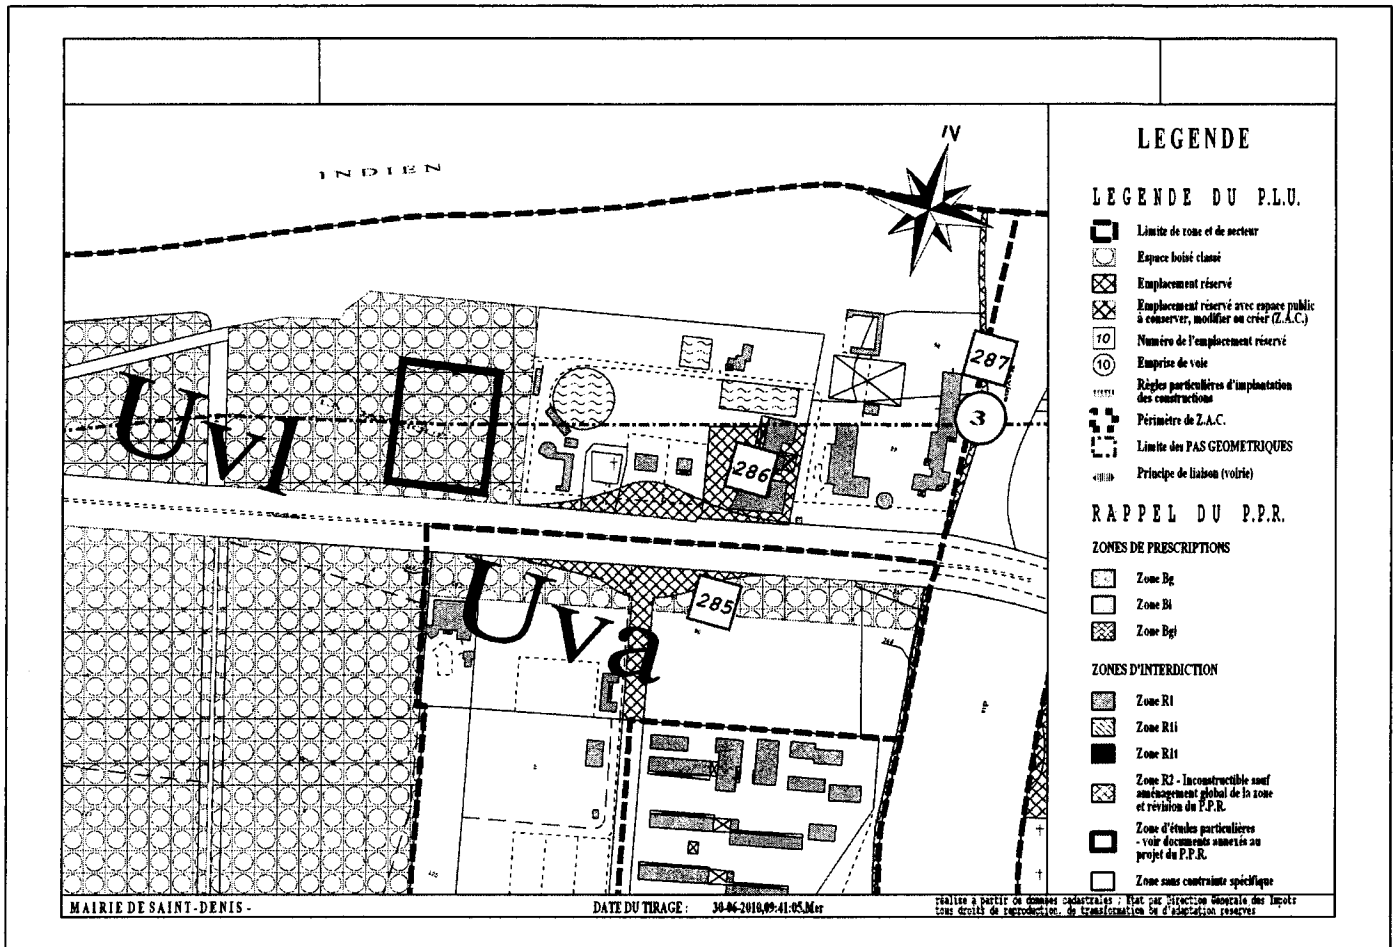 INDIEN
N
287
3
286
285
Uvl
Uva
LEGENDE
LEGENDE DU P.L.U.
Limite de zone et de secteur
Espace boisé classé
Emplacement réservé
Emplacement réservé avec espace public
à conserver, modifier ou créer (Z.A.C.)
10 Numéro de l'emplacement réservé
10 Emprise de voie
Règles particulières d'implantation
des constructions
Périmètre de Z.A.C.
Limite des PAS GEOMETRIQUES
Principe de liaison (voirie)
RAPPEL DU P.P.R.
ZONES DE PRESCRIPTIONS
Zone Bg
Zone Bi
Zone Bgi
ZONES D'INTERDICTION
Zone R1
Zone R1i
Zone R1t
Zone R2 - Inconstructible sauf
aménagement global de la zone
et révision du P.P.R.
Zone d'études particulières
- voir documents annexés au
projet du P.P.R.
Zone sans contrainte spécifique
MAIRIE DE SAINT-DENIS -
DATE DU TIRAGE : 30-06-2010,09:41:05,Mer
réalisé à partir de données cadastrales ; Etat par Direction Générale des Impots
tous droits de reproduction, de transformation de d'adaptation reserves